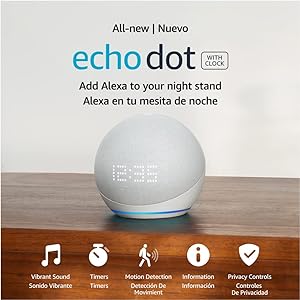 All-new | Nuevo
echo dot WITH CLOCK
Add Alexa to your night stand
Alexa en tu mesita de noche
Vibrant Sound
Sonido Vibrante
Timers
Timers
Motion Detection
Detección De
Movimient
Information
Información
Privacy Controls
Controles
De Privacidad